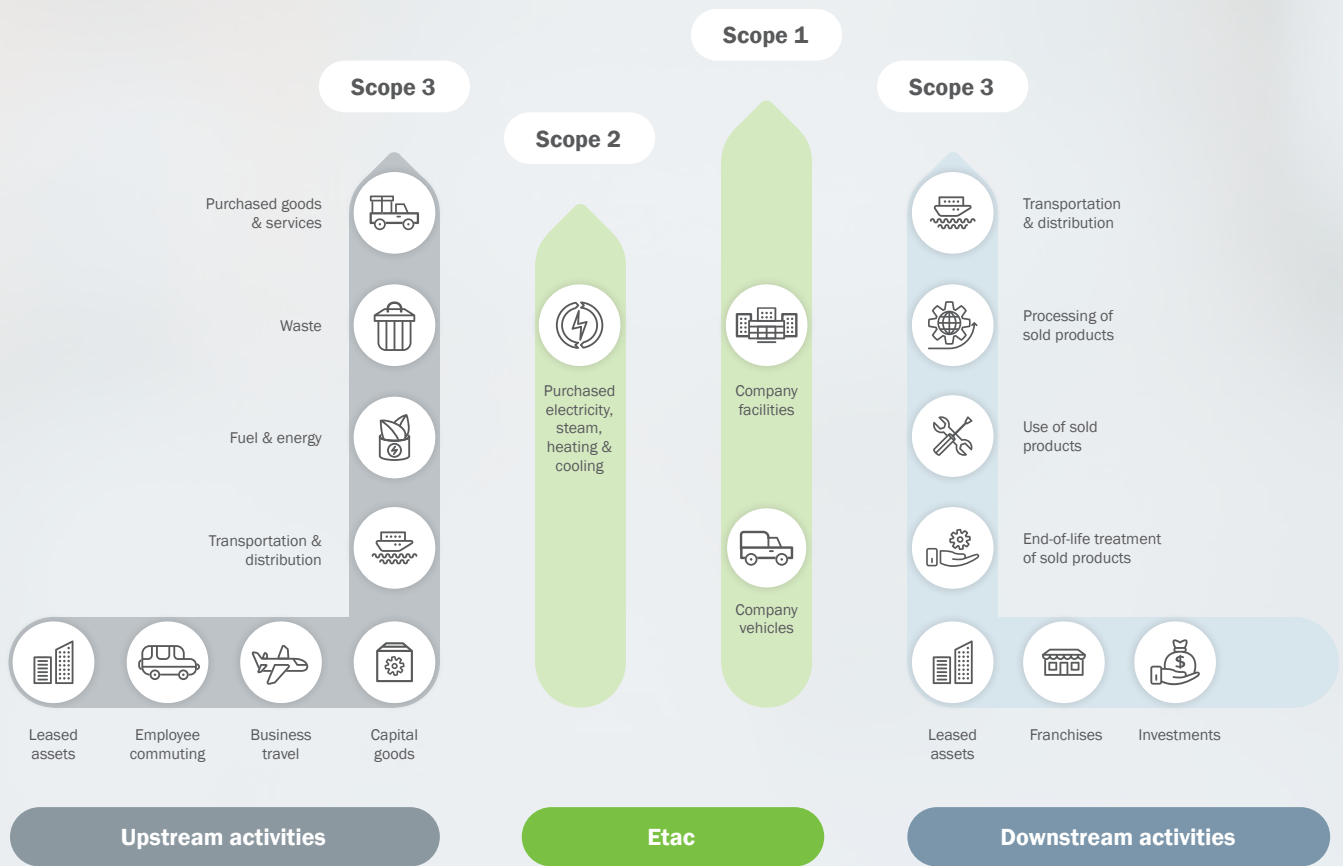 Scope 1
Scope 3
Scope 3
Scope 2
Purchased goods
& services
Waste
Fuel & energy
Transportation &
distribution
Leased
assets
Employee
commuting
Business
travel
Capital
goods
Purchased
electricity,
steam,
heating &
cooling
Company
facilities
Company
vehicles
Transportation
& distribution
Processing of
sold products
Use of sold
products
End-of-life treatment
of sold products
Leased
assets
Franchises
Investments
$
Upstream activities
Etac
Downstream activities